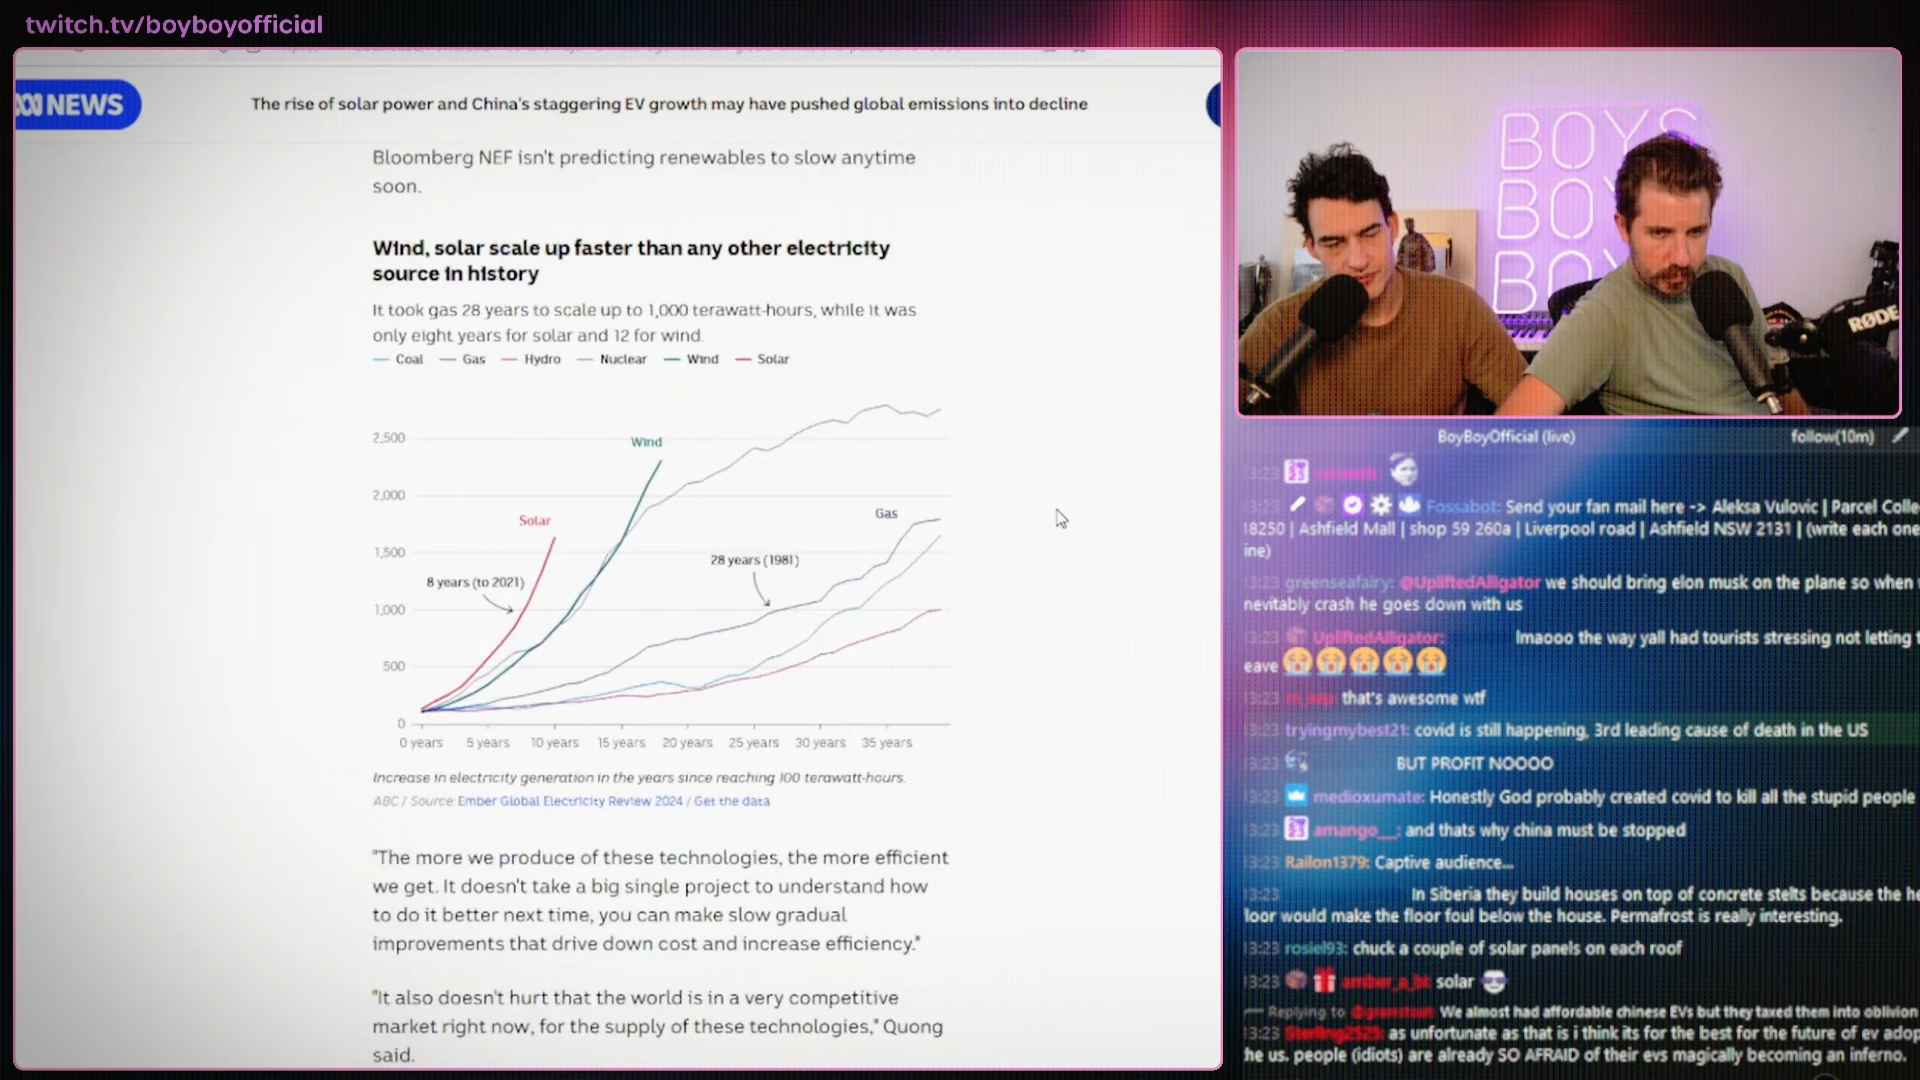 twitch.tv/boyboyofficial
NEWS
The rise of solar power and China's staggering EV growth may have pushed global emissions into decline
Bloomberg NEF isn't predicting renewables to slow anytime
soon.
Wind, solar scale up faster than any other electricity
source in history
It took gas 28 years to scale up to 1,000 terawatt-hours, while it was
only eight years for solar and 12 for wind.
Coal Gas Hydro Nuclear Wind Solar
2,500
2,000
1,500
1,000
500
0
Wind
Solar
Gas
28 years (1981)
8 years (to 2021)
0 years 5 years 10 years 15 years 20 years 25 years 30 years 35 years
Increase in electricity generation in the years since reaching 100 terawatt-hours.
ABC / Source: Ember Global Electricity Review 2024 / Get the data
"The more we produce of these technologies, the more efficient
we get. It doesn't take a big single project to understand how
to do it better next time, you can make slow gradual
improvements that drive down cost and increase efficiency."
"It also doesn't hurt that the world is in a very competitive
market right now, for the supply of these technologies," Quong
said.
BOYS
BOY
BOY
RØDE
BoyBoyOfficial (live) follow(10m)
Fossabot: Send your fan mail here -> Aleksa Vulovic | Parcel Colle
18250 | Ashfield Mall | shop 59 260a | Liverpool road | Ashfield NSW 2131 | (write each one
ine)
13:23 greenseafairy: @UpliftedAlligator we should bring elon musk on the plane so when
nevitably crash he goes down with us
13:23 UpliftedAlligator: lmaooo the way yall had tourists stressing not letting
eave
13:23 that's awesome wtf
13:23 tryingmybest21: covid is still happening, 3rd leading cause of death in the US
13:23 BUT PROFIT NOOOO
13:23 medioxumate: Honestly God probably created covid to kill all the stupid people
13:23 amango__: and thats why china must be stopped
13:23 Railon1379: Captive audience...
13:23 In Siberia they build houses on top of concrete stelts because the he
loor would make the floor foul below the house. Permafrost is really interesting.
13:23 rosiel93: chuck a couple of solar panels on each roof
13:23 solar
Replying to We almost had affordable chinese EVs but they taxed them into oblivion
13:23 as unfortunate as that is i think its for the best for the future of ev adop
he us. people (idiots) are already SO AFRAID of their evs magically becoming an inferno.